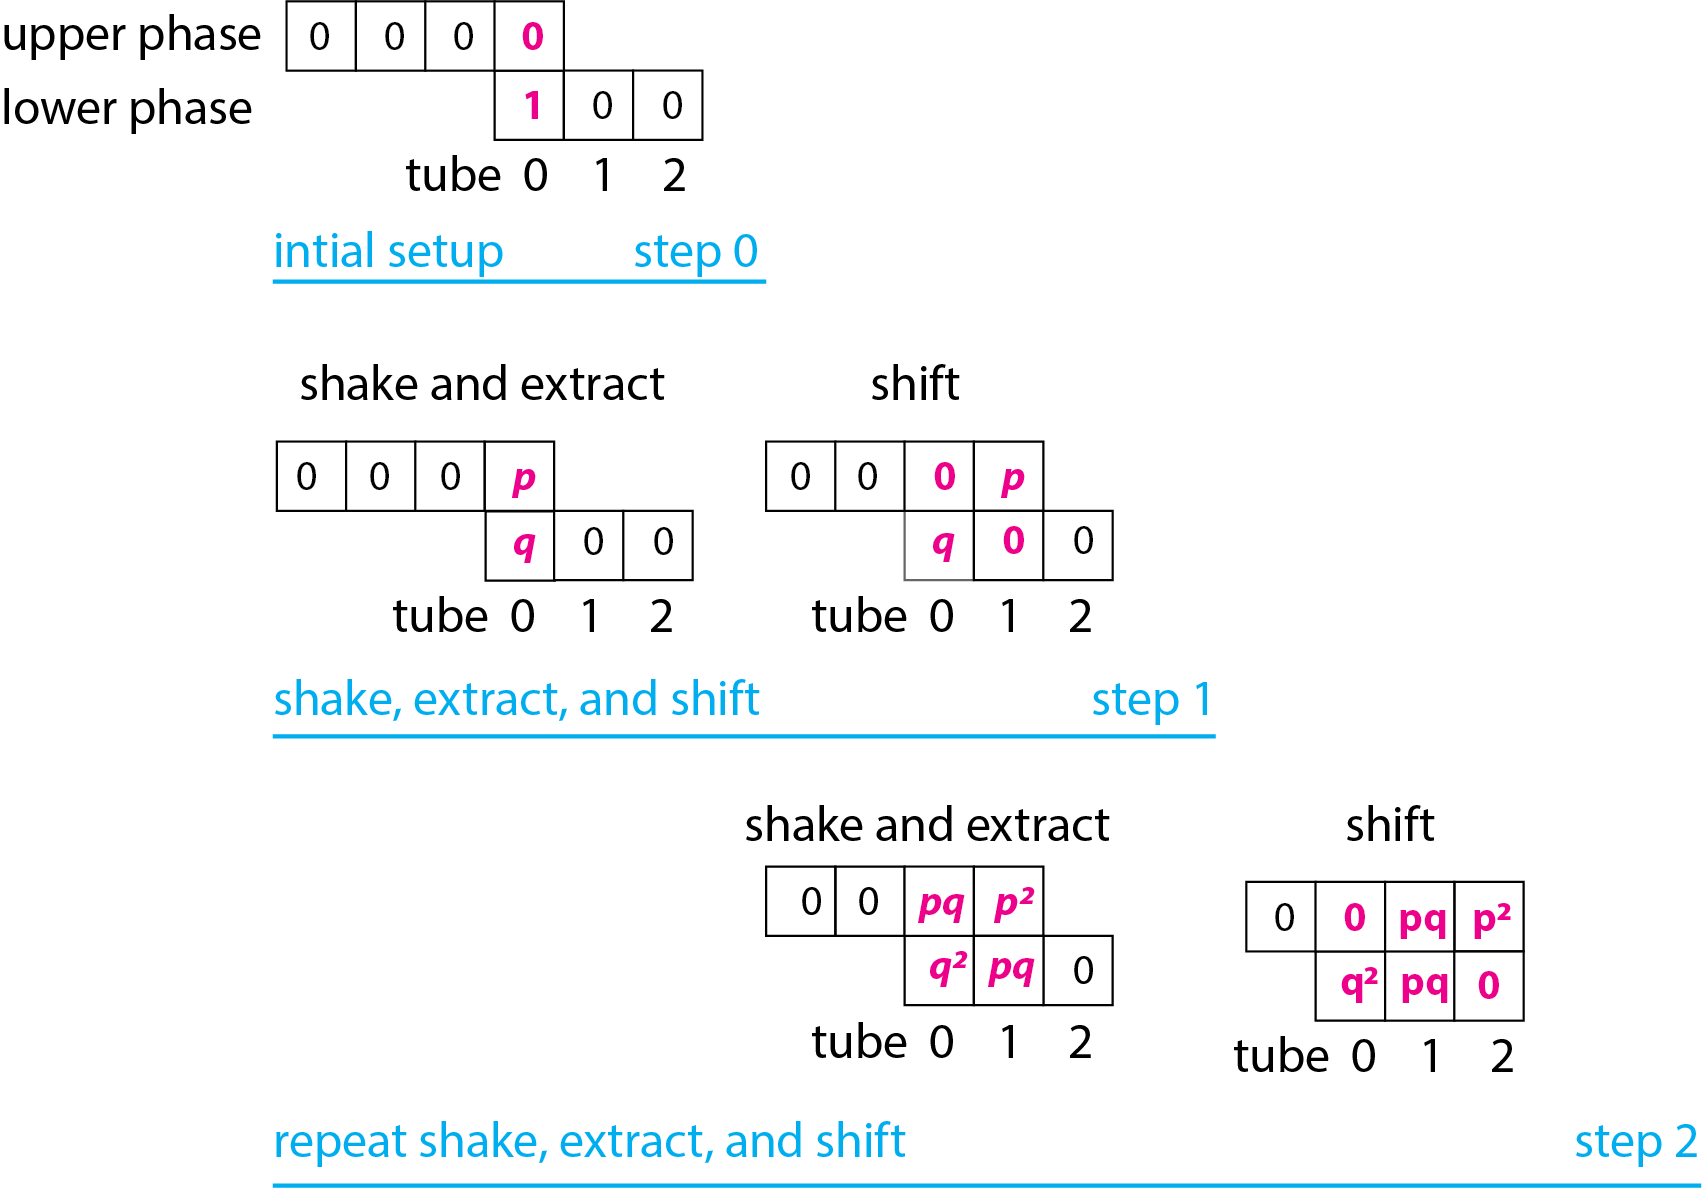 upper phase 0 0 0 0
lower phase 1 0 0
tube 0 1 2
intial setup step 0
shake and extract shift
0 0 0 p 0 0 0 p
q 0 0 q 0 0
tube 0 1 2 tube 0 1 2
shake, extract, and shift step 1
shake and extract shift
0 0 pq p² 0 0 pq p²
q² pq 0 q² pq 0
tube 0 1 2 tube 0 1 2
repeat shake, extract, and shift step 2